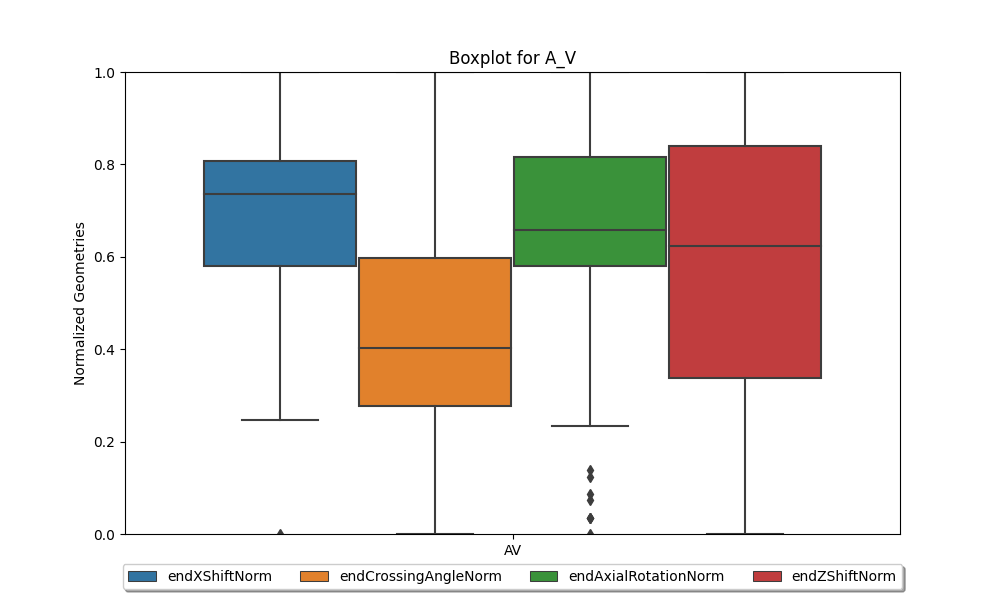 Boxplot for A_V
1.0
0.8
0.6
0.4
0.2
0.0
Normalized Geometries
AV
endXShiftNorm endCrossingAngleNorm endAxialRotationNorm endZShiftNorm